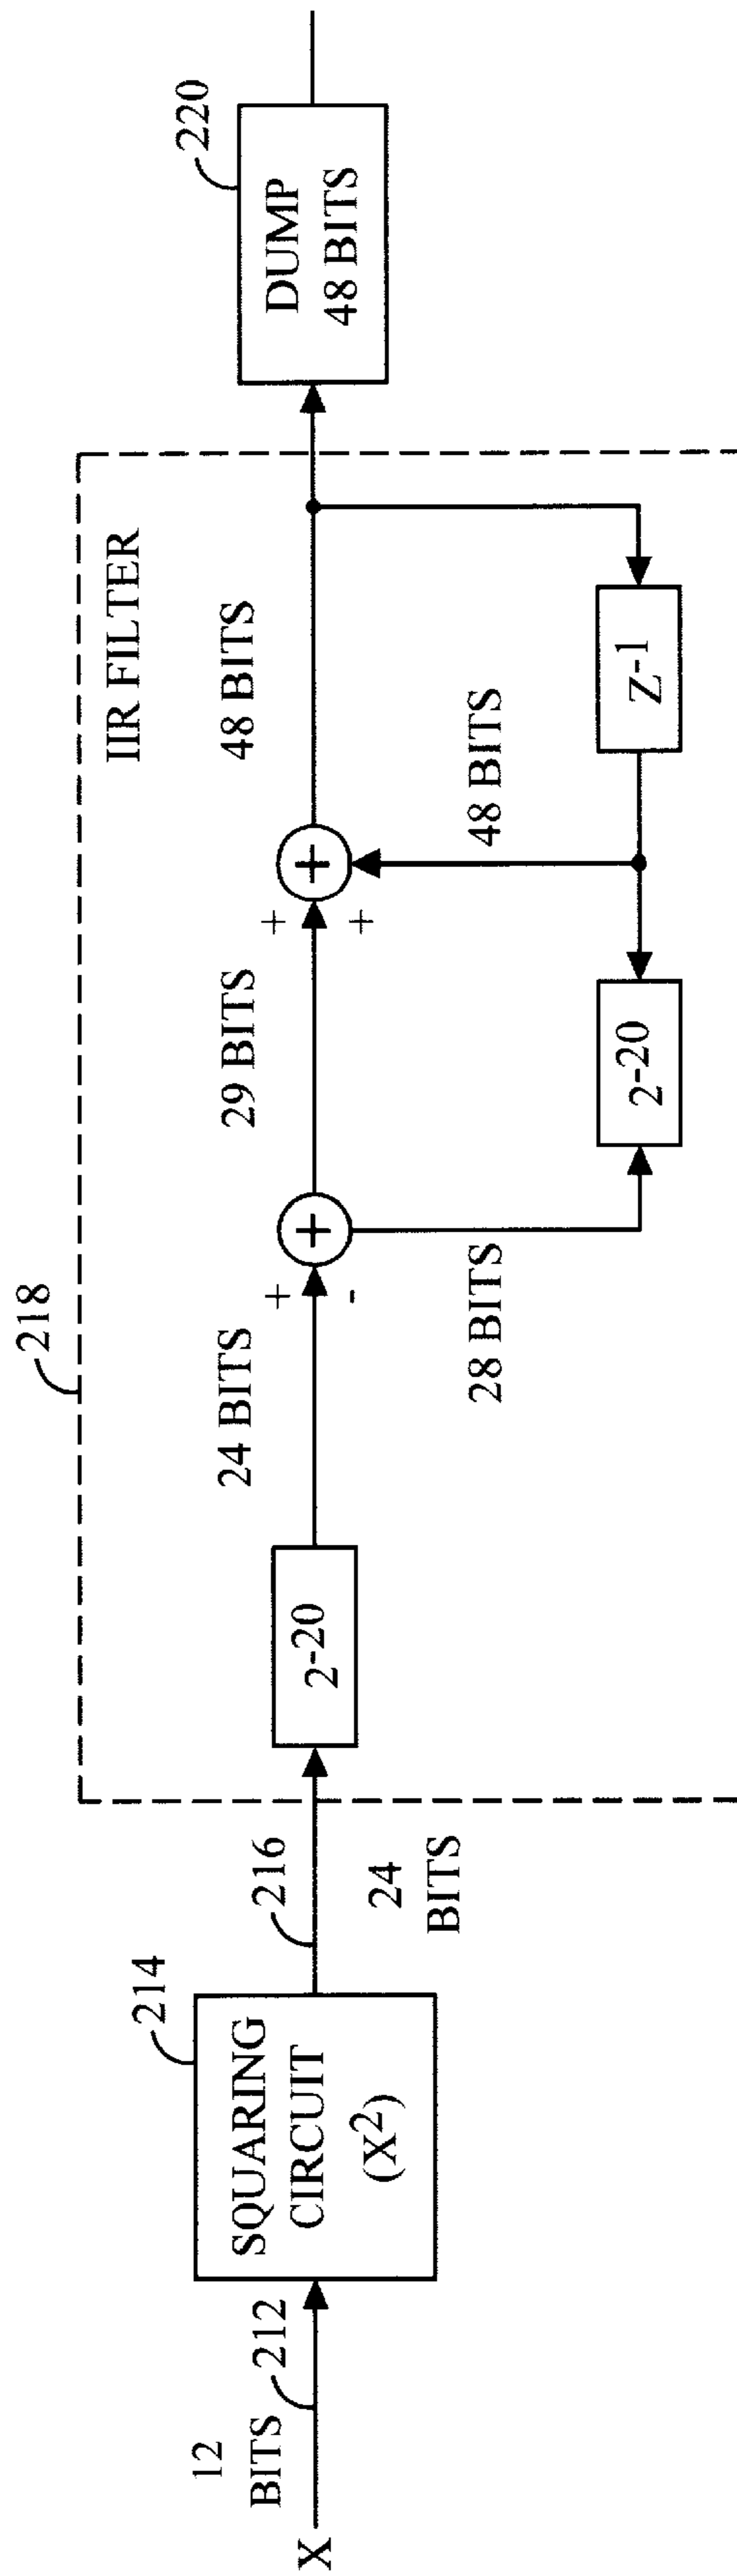 X
12
BITS
212
SQUARING
CIRCUIT
(X²)
214
216
24
BITS
218
IIR FILTER
2⁻²⁰
24 BITS
+
-
+
28 BITS
29 BITS
+
+
+
48 BITS
48 BITS
2⁻²⁰
Z⁻¹
DUMP
48 BITS
220